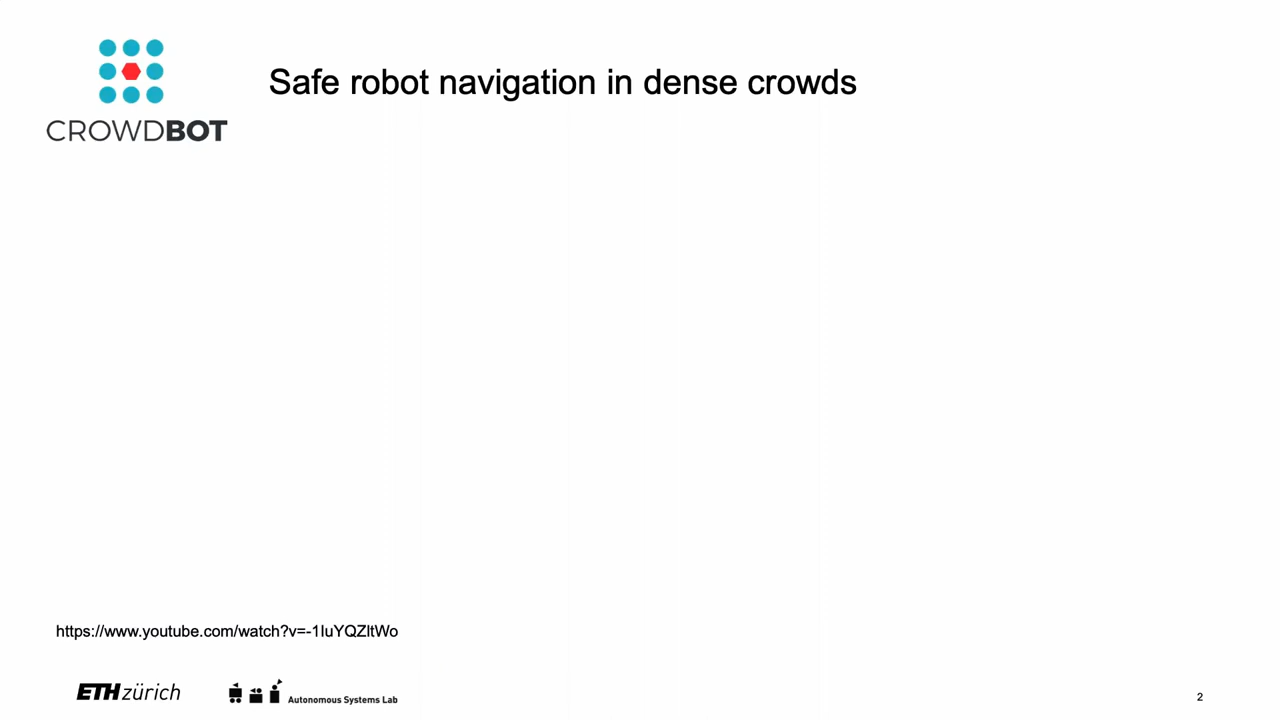 Safe robot navigation in dense crowds
CROWDBOT
https://www.youtube.com/watch?v=-1IuYQZltWo
ETH zürich
Autonomous Systems Lab
2